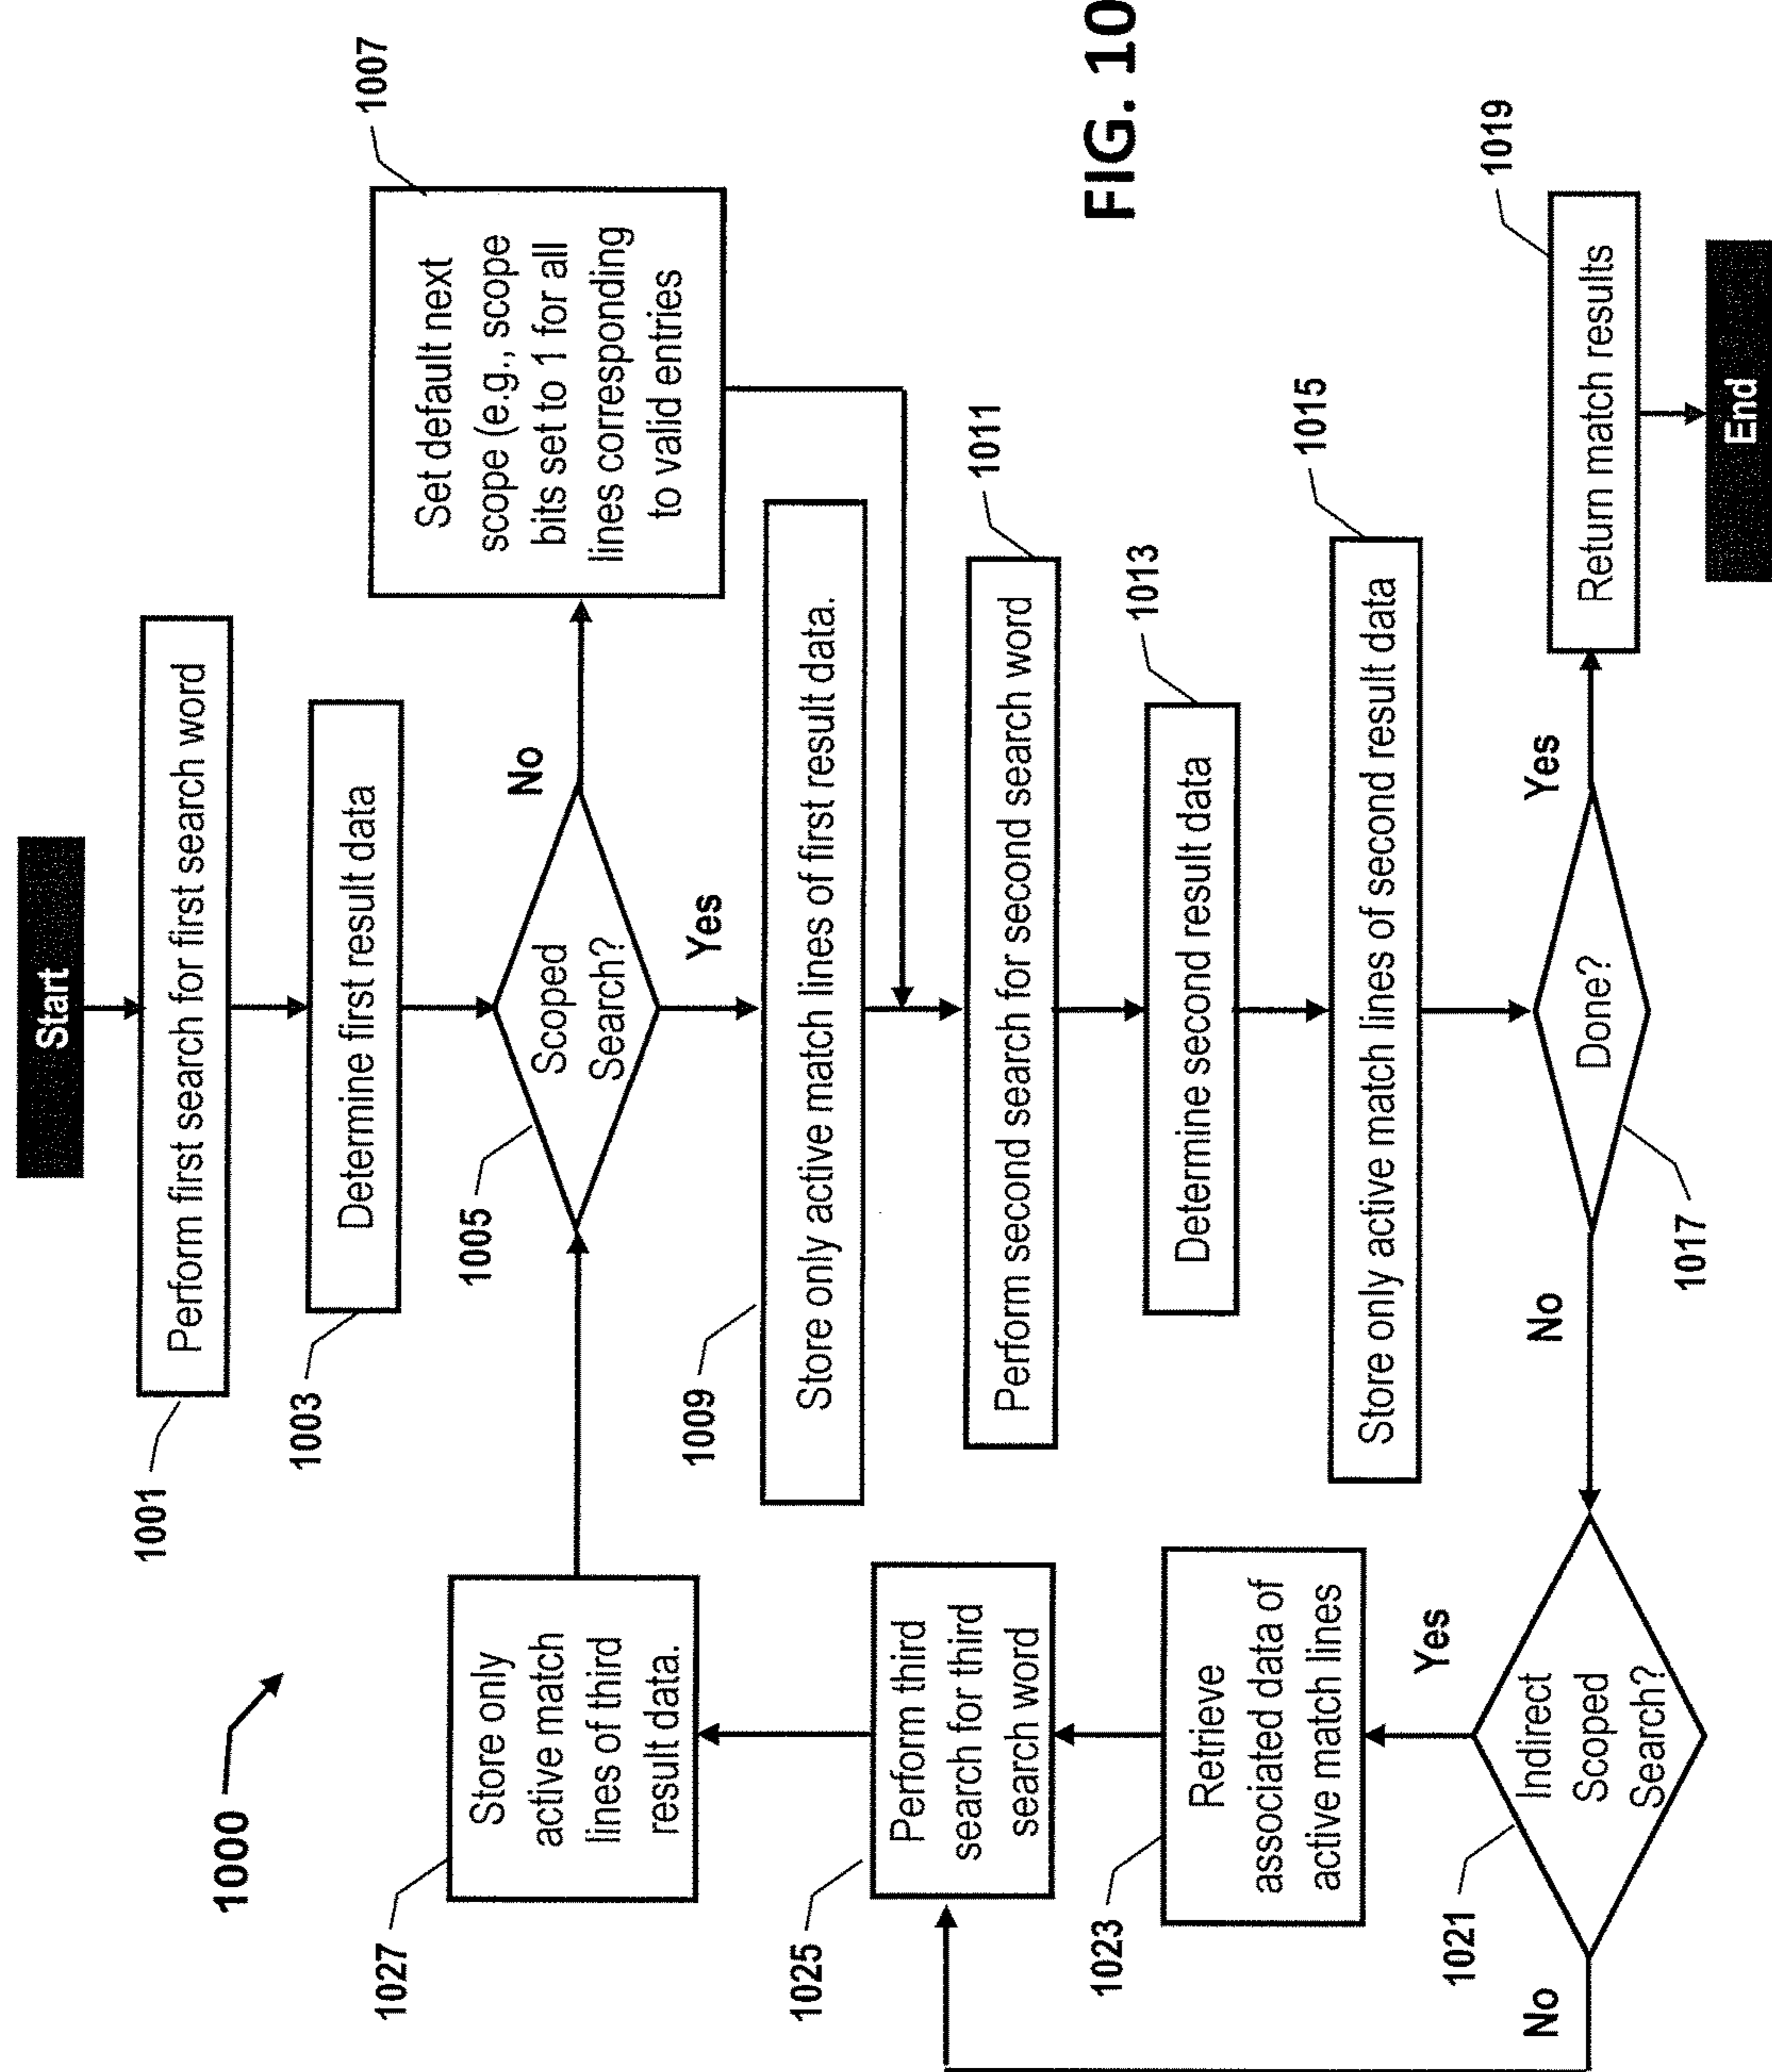 1000
Start
1001
Perform first search for first search word
1003
Determine first result data
1005
Scoped
Search?
No
1007
Set default next
scope (e.g., scope
bits set to 1 for all
lines corresponding
to valid entries
Yes
1009
Store only active match lines of first result data.
1011
Perform second search for second search word
1013
Determine second result data
1015
Store only active match lines of second result data
1017
Done?
Yes
1019
Return match results
End
No
1021
Indirect
Scoped
Search?
Yes
1023
Retrieve
associated data of
active match lines
No
1025
Perform third
search for third
search word
1027
Store only
active match
lines of third
result data.
FIG. 10